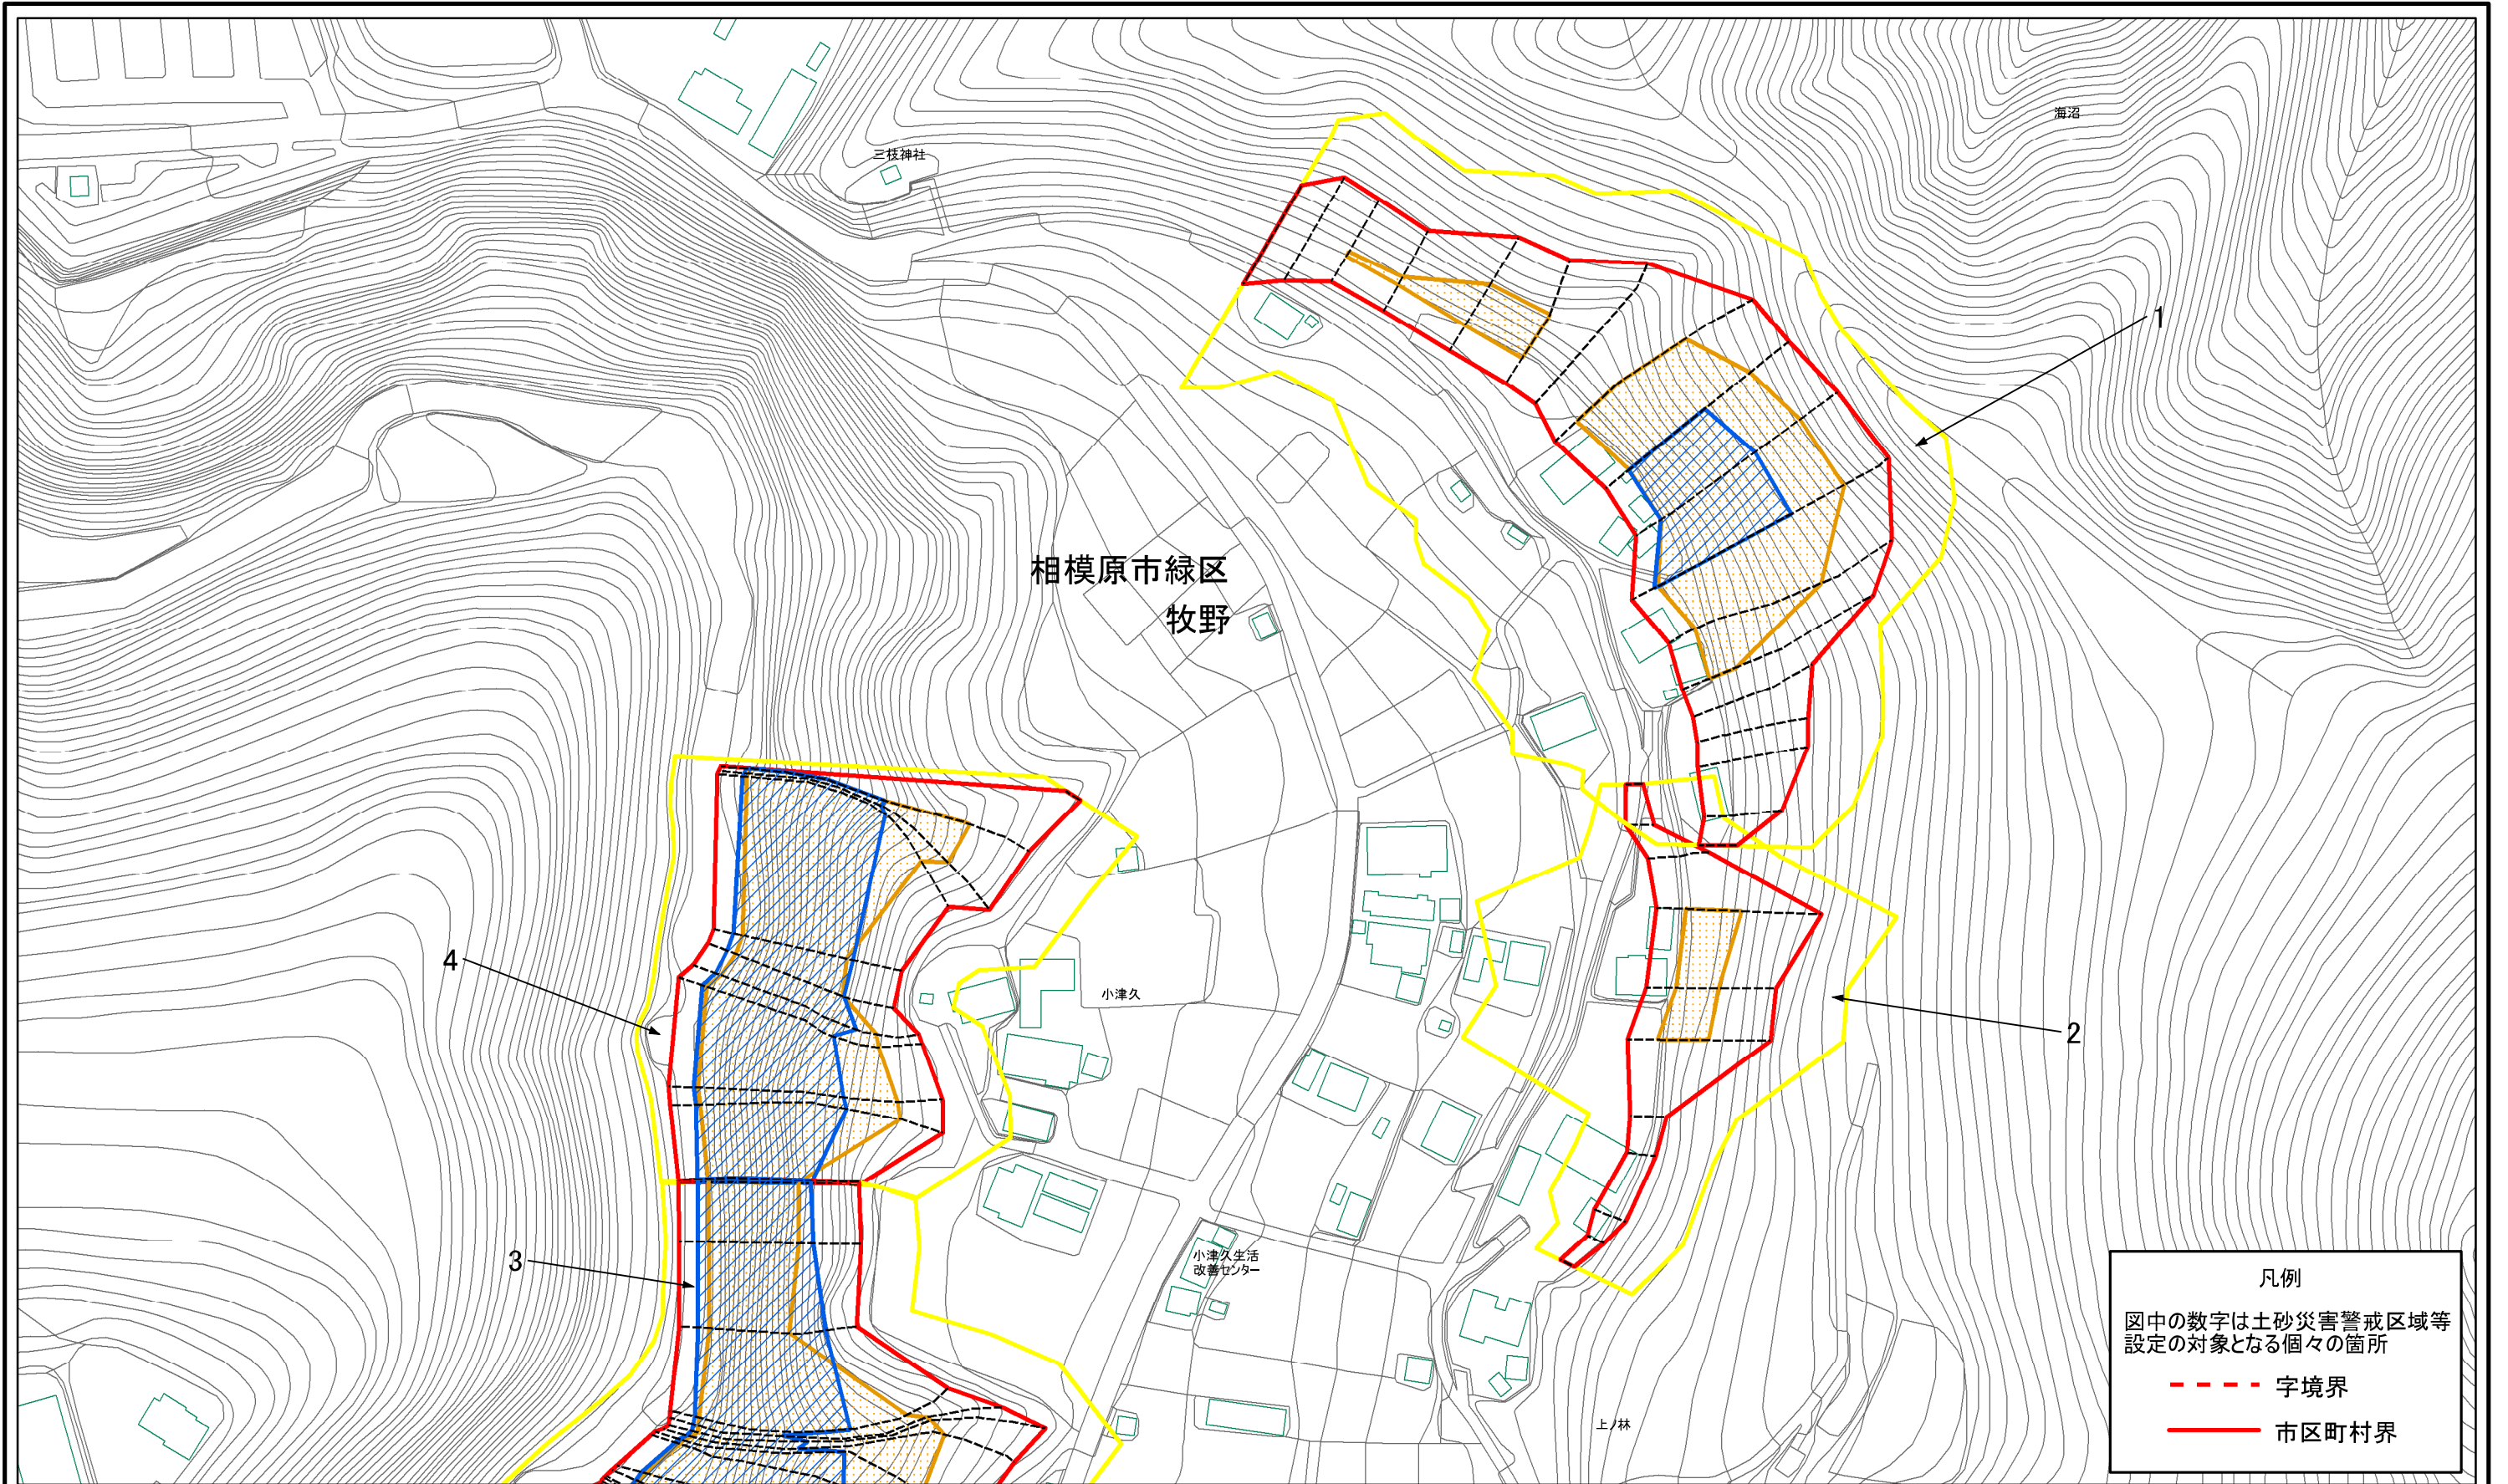 海沼
三枝神社
1
相模原市緑区
牧野
4
小津久
2
3
小津久生活
改善センター
上ノ林
凡例
図中の数字は土砂災害警戒区域等
設定の対象となる個々の箇所
字境界
市区町村界